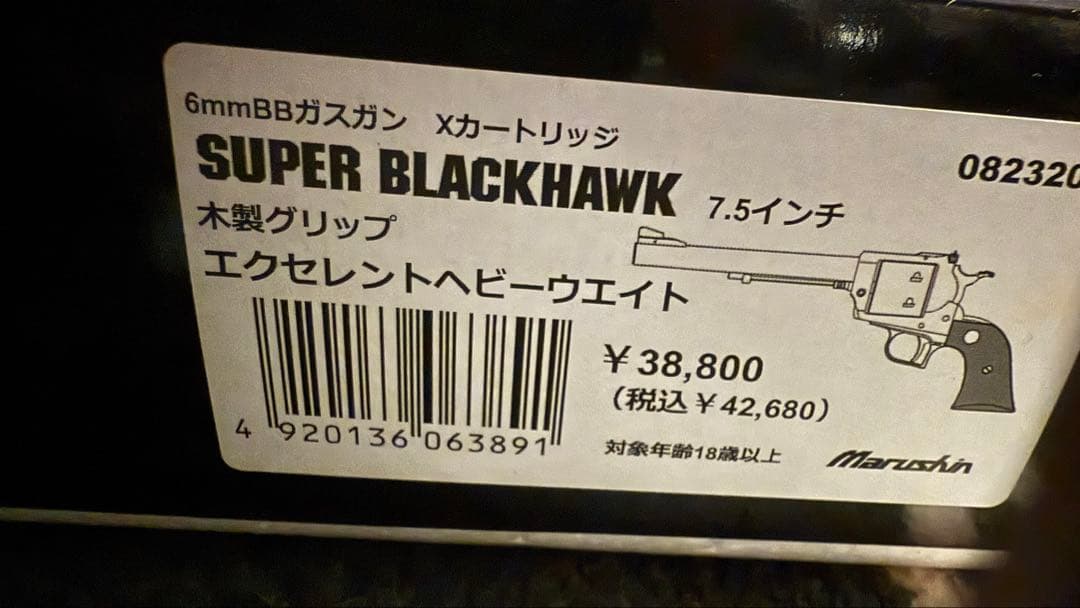 6mmBBガスガン Xカートリッジ
SUPER BLACKHAWK 7.5インチ
082320
木製グリップ
エクセレントヘビーウエイト
¥38,800
(税込¥42,680)
4 920136 063891
対象年齢18歳以上
Marushin